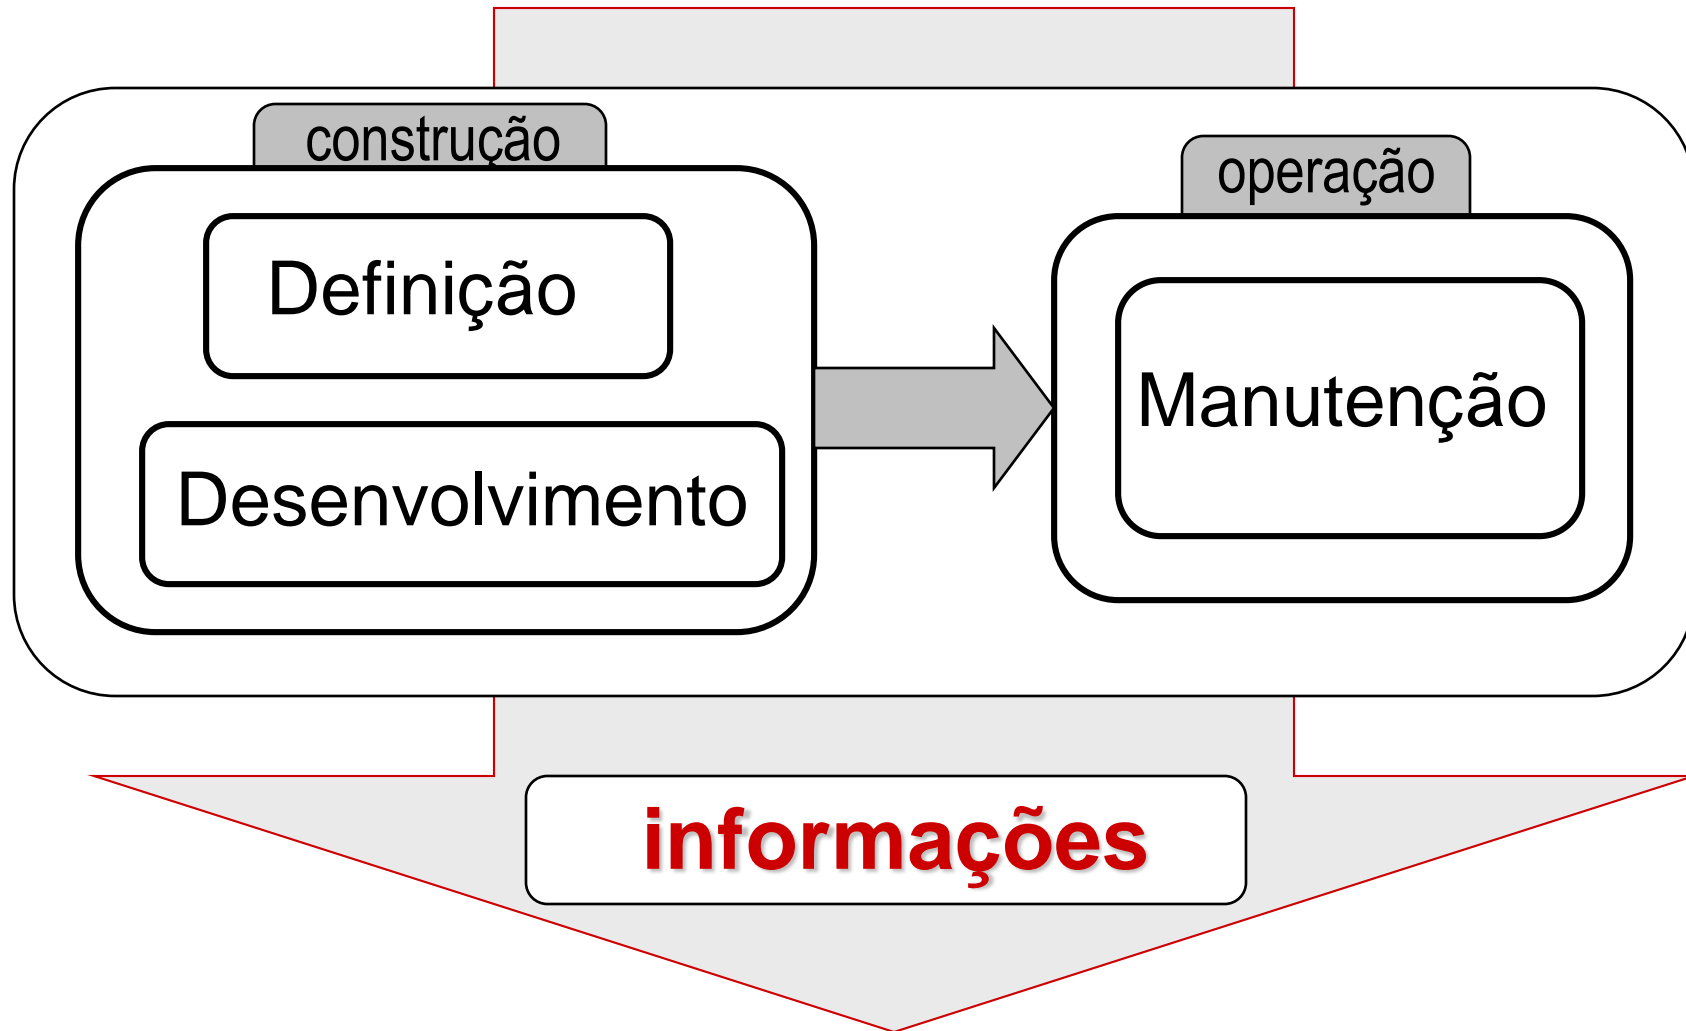 construção
operação
Definição
Manutenção
Desenvolvimento
informações